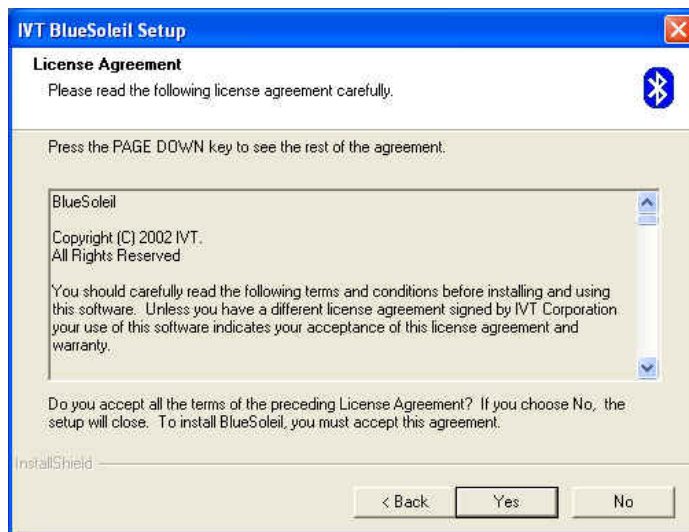 IVT BlueSoleil Setup
License Agreement
Please read the following license agreement carefully.
Press the PAGE DOWN key to see the rest of the agreement.
BlueSoleil
Copyright (C) 2002 IVT.
All Rights Reserved
You should carefully read the following terms and conditions before installing and using
this software. Unless you have a different license agreement signed by IVT Corporation
your use of this software indicates your acceptance of this license agreement and
warranty.
Do you accept all the terms of the preceding License Agreement? If you choose No, the
setup will close. To install BlueSoleil, you must accept this agreement.
InstallShield
< Back Yes No